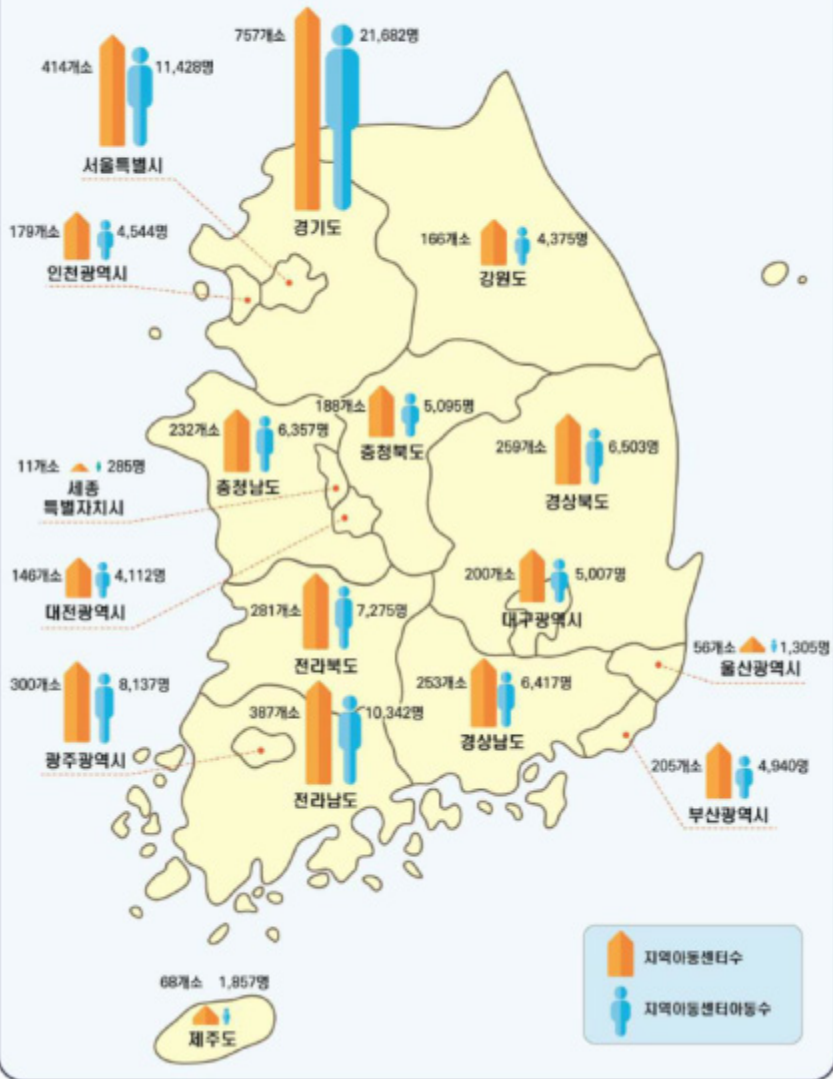 757개소 21,682명
414개소 11,428명
서울특별시
경기도
179개소 4,544명
인천광역시
166개소 4,375명
강원도
188개소 5,095명
충청북도
232개소 6,357명
충청남도
259개소 6,503명
경상북도
11개소 285명
세종
특별자치시
146개소 4,112명
대전광역시
200개소 5,007명
대구광역시
281개소 7,275명
전라북도
56개소 1,305명
울산광역시
300개소 8,137명
광주광역시
253개소 6,417명
경상남도
387개소 10,342명
전라남도
205개소 4,940명
부산광역시
68개소 1,857명
제주도
지역아동센터수
지역아동센터아동수